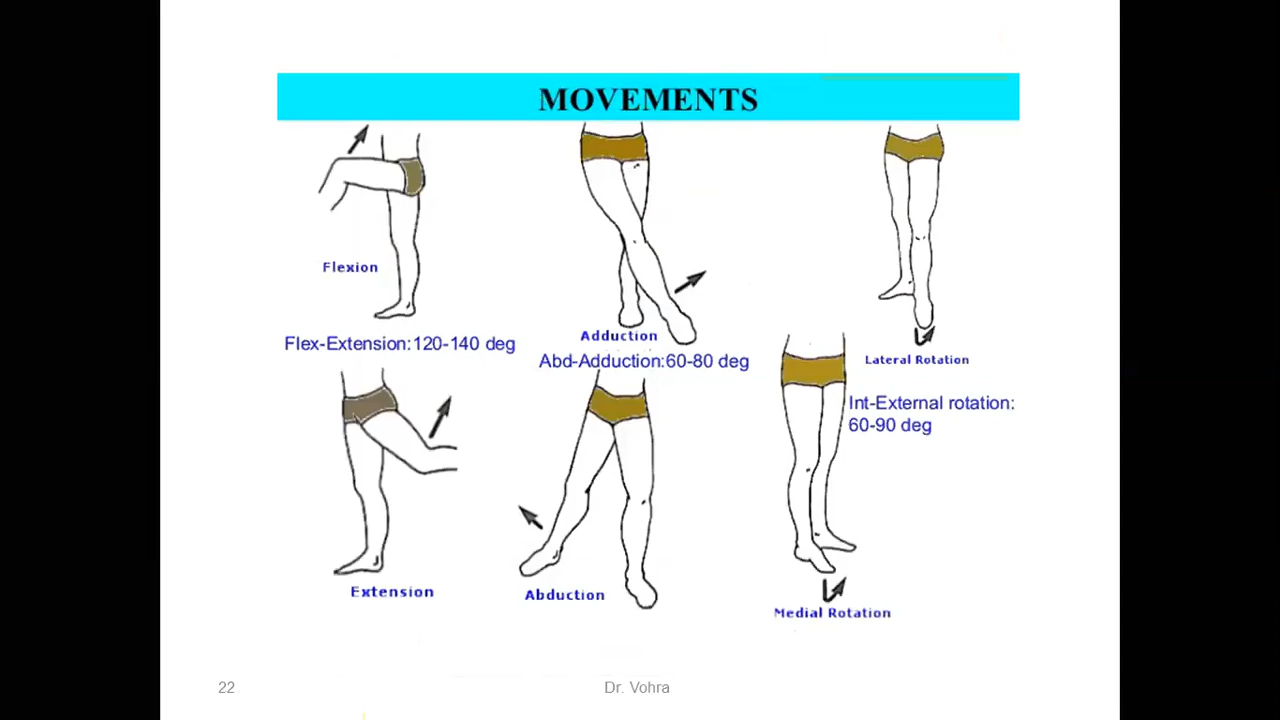 MOVEMENTS
Flexion
Flex-Extension:120-140 deg
Extension
Adduction
Abd-Adduction:60-80 deg
Abduction
Lateral Rotation
Int-External rotation:
60-90 deg
Medial Rotation
22
Dr. Vohra